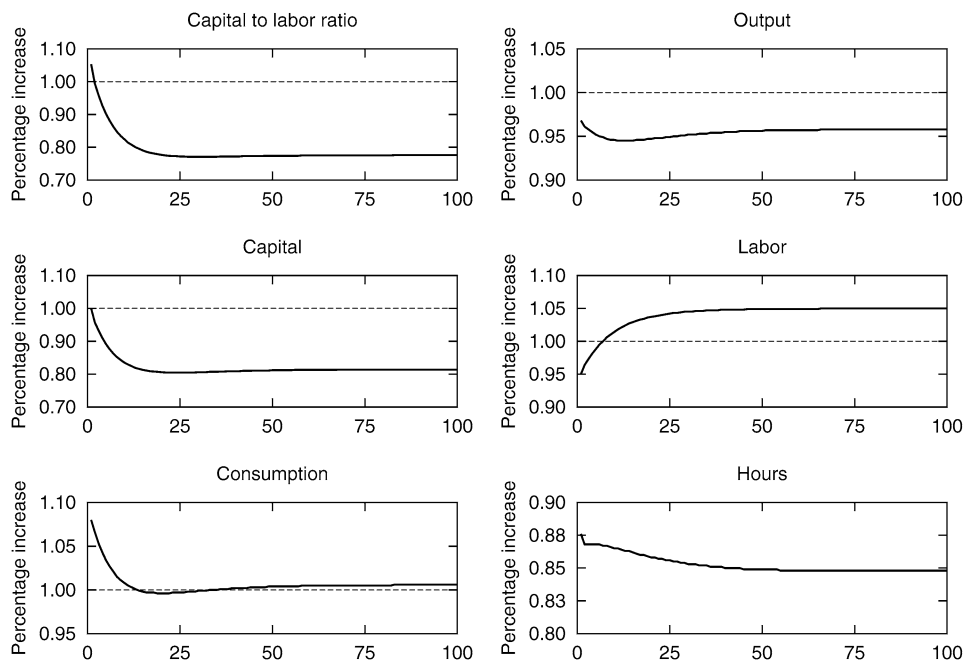 Capital to labor ratio
Percentage increase
1.10
1.00
0.90
0.80
0.70
0 25 50 75 100
Output
Percentage increase
1.05
1.00
0.95
0.90
0 25 50 75 100
Capital
Percentage increase
1.10
1.00
0.90
0.80
0.70
0 25 50 75 100
Labor
Percentage increase
1.10
1.05
1.00
0.95
0.90
0 25 50 75 100
Consumption
Percentage increase
1.10
1.05
1.00
0.95
0 25 50 75 100
Hours
Percentage increase
0.90
0.88
0.85
0.83
0.80
0 25 50 75 100